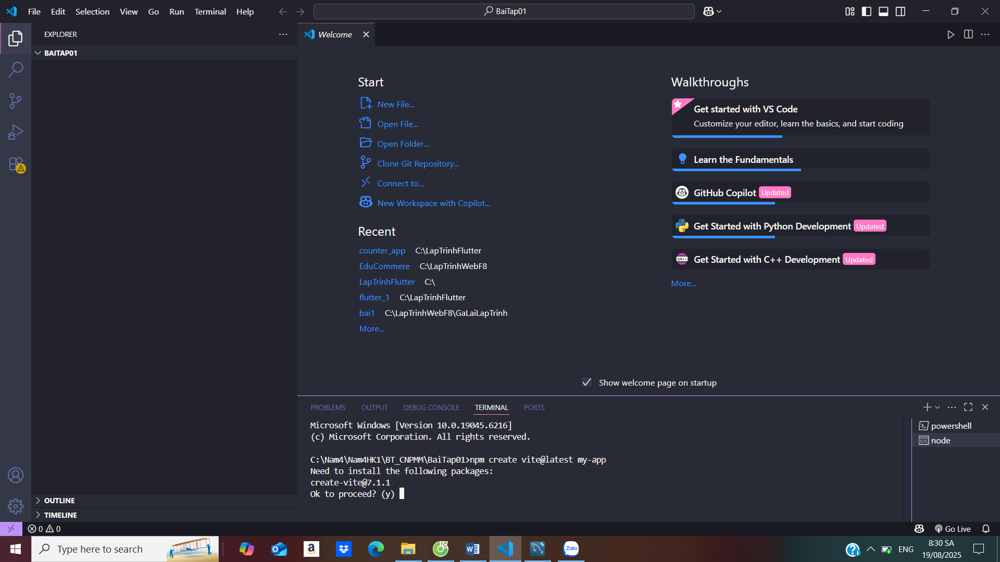 File Edit Selection View Go Run Terminal Help
BaiTap01
EXPLORER
BAITAP01
OUTLINE
TIMELINE
Welcome
Start
New File...
Open File...
Open Folder...
Clone Git Repository...
Connect to...
New Workspace with Copilot...
Recent
counter_app C:\LapTrinhFlutter
EduCommere C:\LapTrinhWebF8
LapTrinhFlutter C:\
flutter_1 C:\LapTrinhFlutter
bai1 C:\LapTrinhWebF8\GaLaiLapTrinh
More...
Walkthroughs
Get started with VS Code
Customize your editor, learn the basics, and start coding
Learn the Fundamentals
GitHub Copilot Updated
Get Started with Python Development Updated
C/C++ Get Started with C++ Development Updated
More...
Show welcome page on startup
PROBLEMS OUTPUT DEBUG CONSOLE TERMINAL PORTS
Microsoft Windows [Version 10.0.19045.6216]
(c) Microsoft Corporation. All rights reserved.
C:\Nam4\Nam4HK1\BT_CNPMM\BaiTap01>npm create vite@latest my-app
Need to install the following packages:
create-vite@7.1.1
Ok to proceed? (y)
powershell
node
0 0
Go Live
Type here to search
Zalo
ENG
8:30 SA
19/08/2025